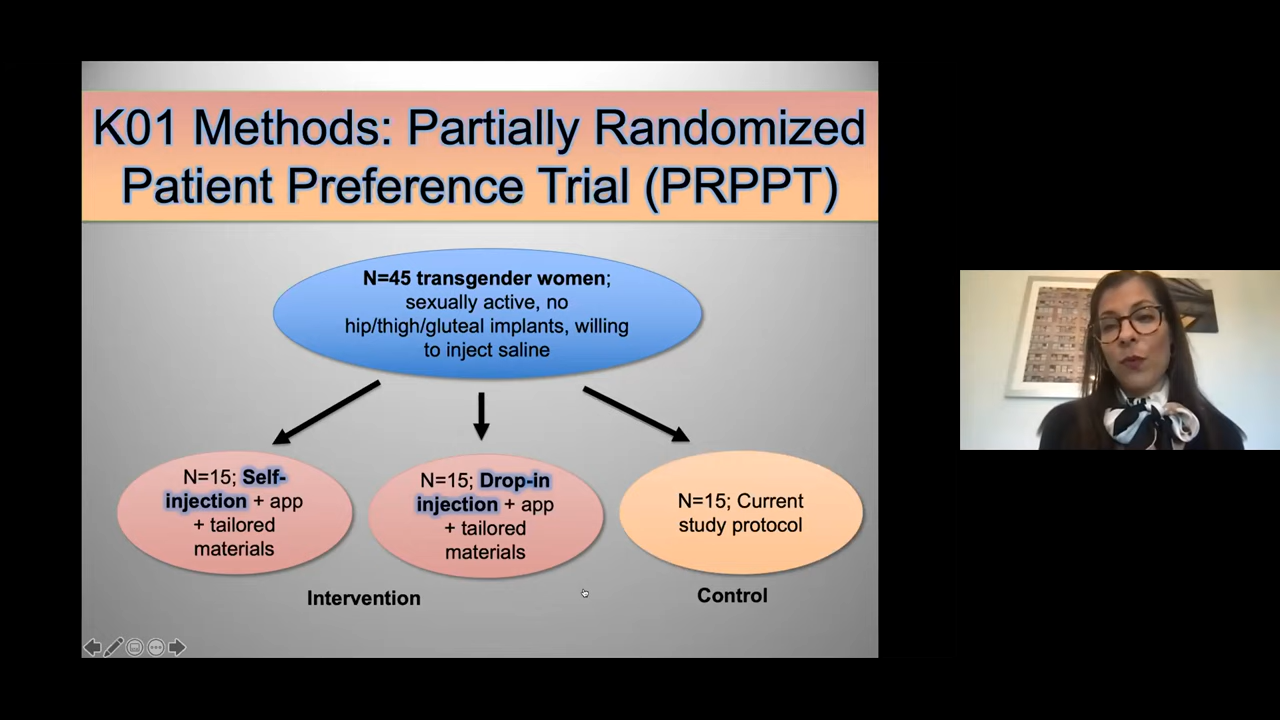 K01 Methods: Partially Randomized
Patient Preference Trial (PRPPT)
N=45 transgender women;
sexually active, no
hip/thigh/gluteal implants, willing
to inject saline
N=15; Self-
injection + app
+ tailored
materials
N=15; Drop-in
injection + app
+ tailored
materials
N=15; Current
study protocol
Intervention
Control